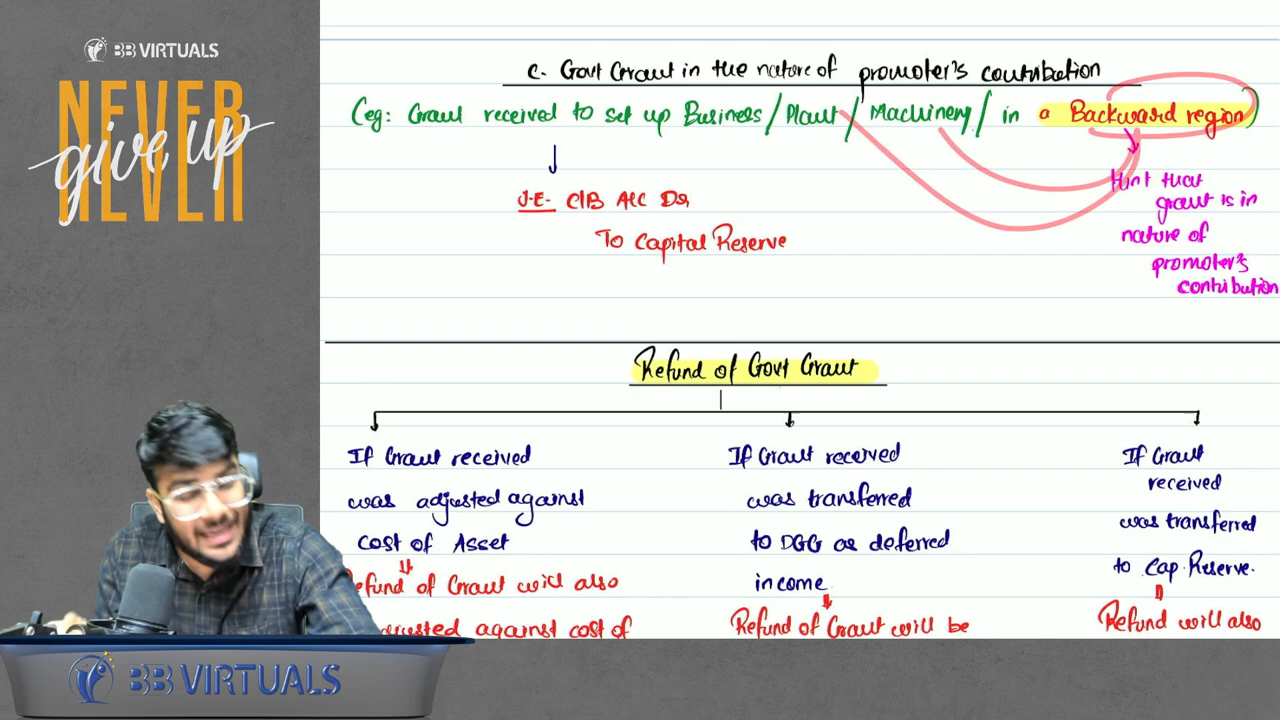 BB VIRTUALS
NEVER
give up
NEVER
c. Govt Grant in the nature of promoter's contribution
(eg: Grant received to set up Business/Plant/Machinery/ in a Backward region)
J.E. C/B A/C Dr
To Capital Reserve
Hint that
grant is in
nature of
promoter's
contribution
Refund of Govt Grant
If Grant received
was adjusted against
cost of Asset
Refund of Grant will also
adjusted against cost of
If Grant received
was transferred
to DGG as deferred
income
Refund of Grant will be
If Grant
received
was transferred
to Cap. Reserve.
Refund will also
BB VIRTUALS
BB VIRTUALS